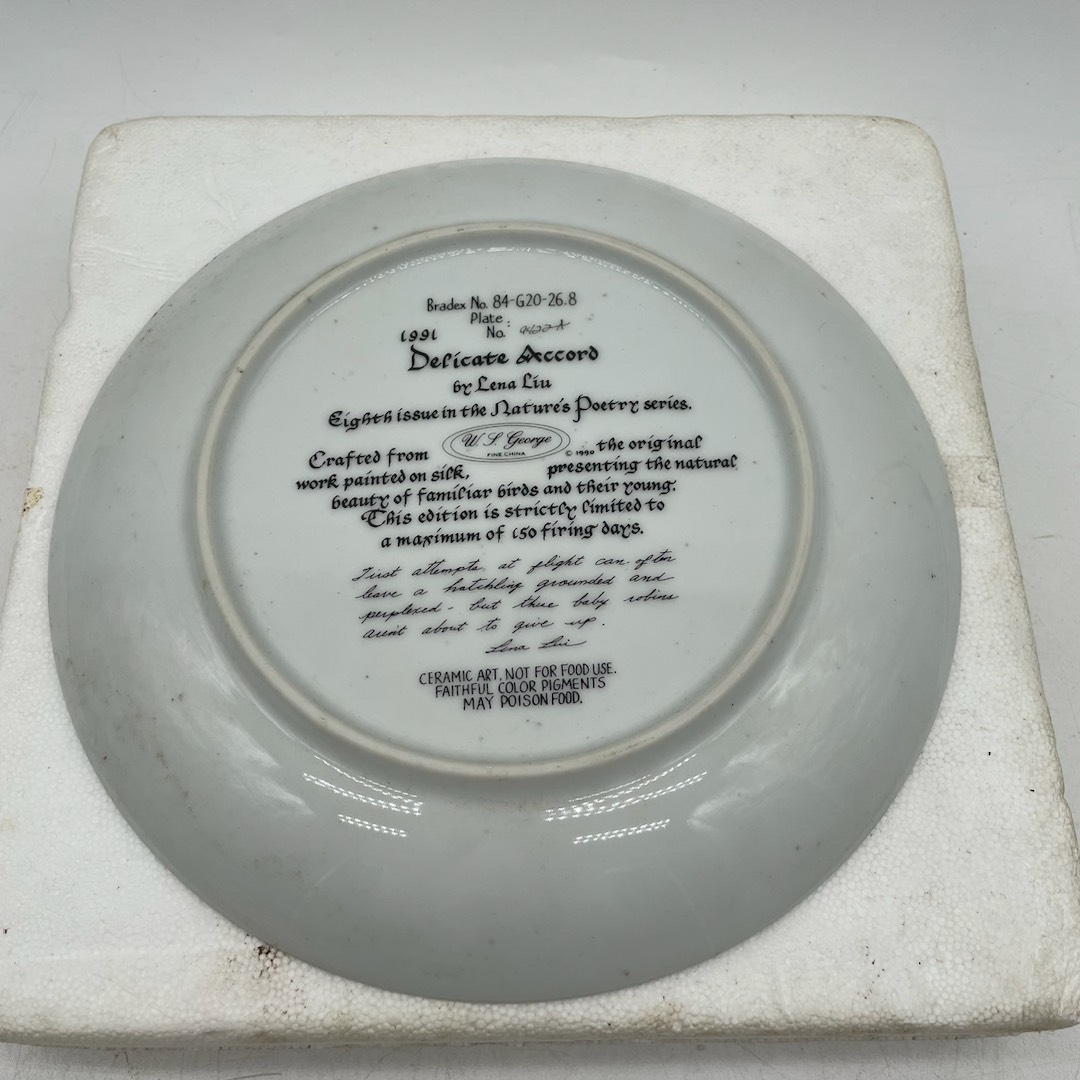 Bradex No. 84-G20-26.8
Plate :
1991 No. 9622A
Delicate Accord
by Lena Liu
Eighth issue in the Nature's Poetry series.
W. S. George
FINE CHINA
Crafted from © 1990 the original
work painted on silk, presenting the natural
beauty of familiar birds and their young.
This edition is strictly limited to
a maximum of 150 firing days.
First attempts at flight can often
leave a hatchling grounded and
perplexed - but these baby robins
aren't about to give up.
Lena Liu
CERAMIC ART, NOT FOR FOOD USE.
FAITHFUL COLOR PIGMENTS
MAY POISON FOOD.